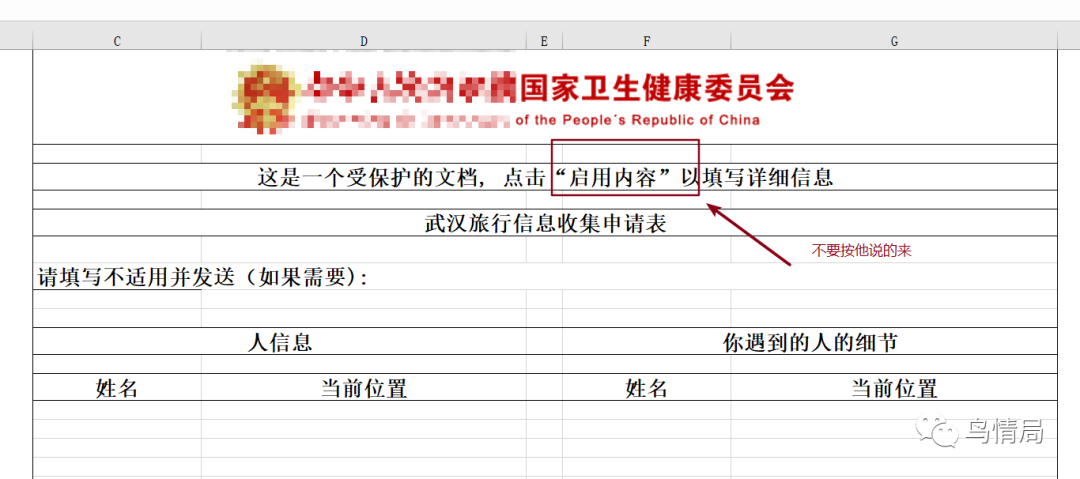 C D E F G
国家卫生健康委员会
of the People's Republic of China
这是一个受保护的文档，点击“启用内容”以填写详细信息
武汉旅行信息收集申请表
不要按他说的来
请填写不适用并发送（如果需要）：
人信息 你遇到的人的细节
姓名 当前位置 姓名 当前位置
鸟情局